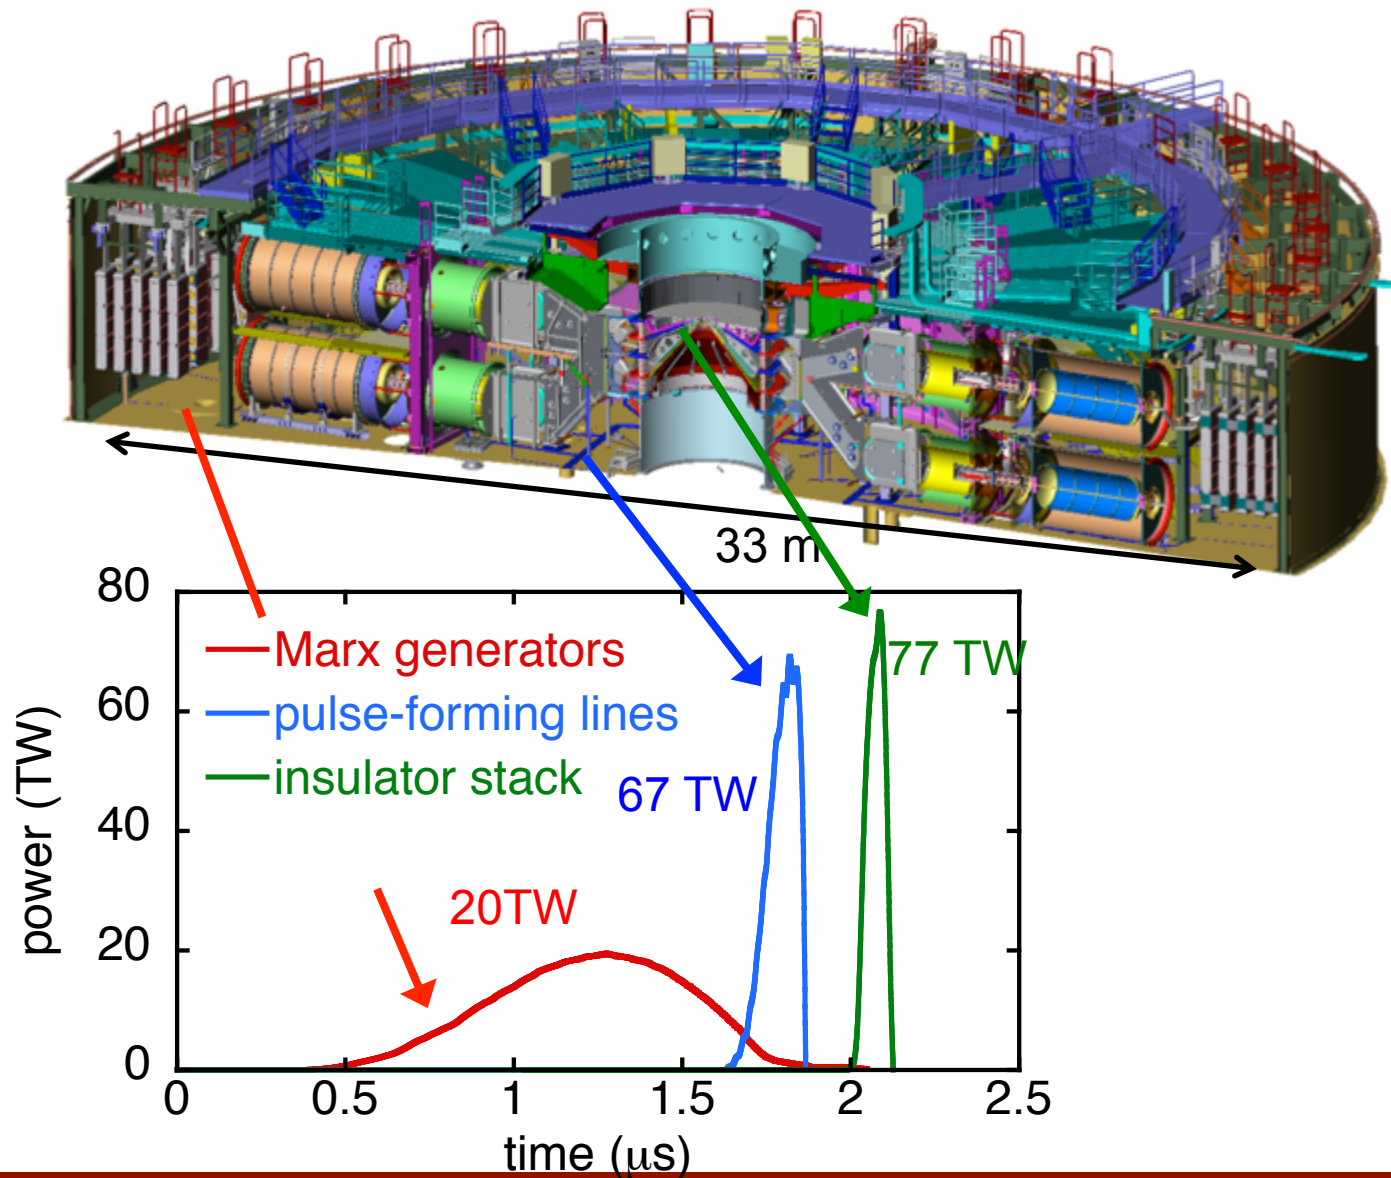 33 m
80
60
40
20
0
power (TW)
Marx generators
pulse-forming lines
insulator stack
77 TW
67 TW
20TW
0 0.5 1 1.5 2 2.5
time (μs)